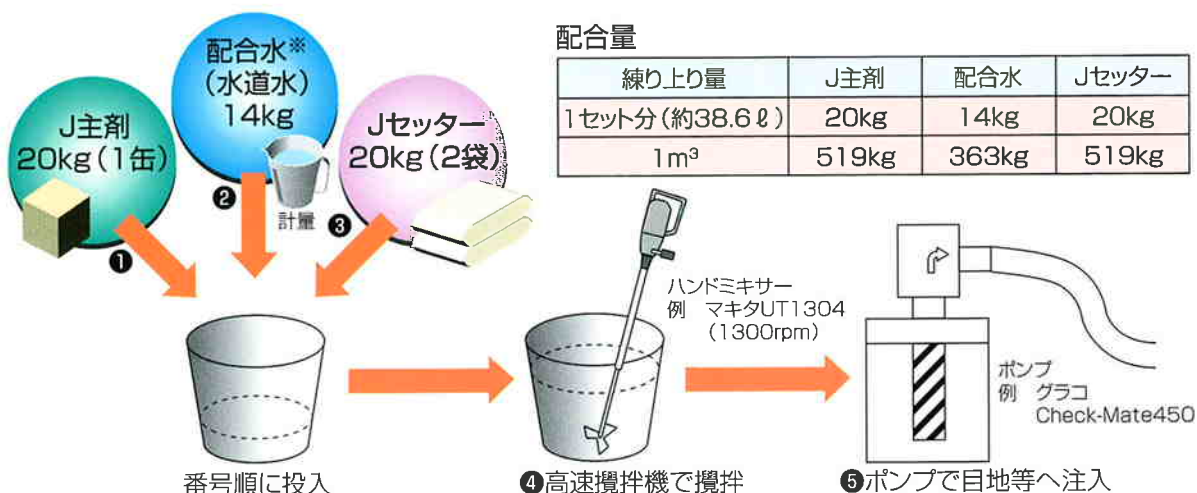 J主剤
20kg(1缶)
配合水※
(水道水)
14kg
Jセッター
20kg(2袋)
計量
❶
❷
❸
配合量
練り上り量 J主剤 配合水 Jセッター
1セット分(約38.6ℓ) 20kg 14kg 20kg
1m³ 519kg 363kg 519kg
ハンドミキサー
例 マキタUT1304
(1300rpm)
ポンプ
例 グラコ
Check-Mate450
番号順に投入
❹高速攪拌機で攪拌
❺ポンプで目地等へ注入